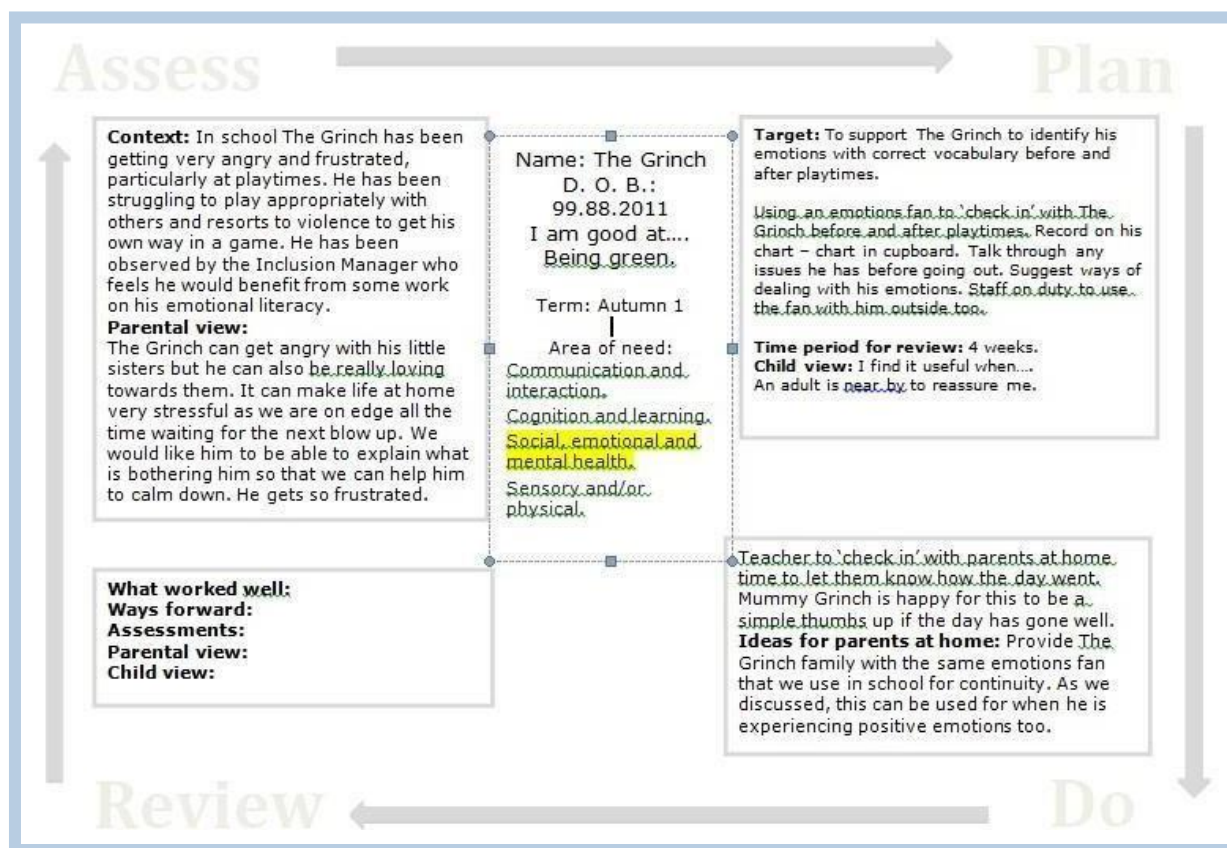 Assess
Plan
Context: In school The Grinch has been
getting very angry and frustrated,
particularly at playtimes. He has been
struggling to play appropriately with
others and resorts to violence to get his
own way in a game. He has been
observed by the Inclusion Manager who
feels he would benefit from some work
on his emotional literacy.
Parental view:
The Grinch can get angry with his little
sisters but he can also be really loving
towards them. It can make life at home
very stressful as we are on edge all the
time waiting for the next blow up. We
would like him to be able to explain what
is bothering him so that we can help him
to calm down. He gets so frustrated.
Name: The Grinch
D. O. B.:
99.88.2011
I am good at….
Being green.
Term: Autumn 1
Area of need:
Communication and
interaction.
Cognition and learning.
Social, emotional and
mental health.
Sensory and/or
physical.
Target: To support The Grinch to identify his
emotions with correct vocabulary before and
after playtimes.
Using an emotions fan to ‘check in’ with The
Grinch before and after playtimes. Record on his
chart – chart in cupboard. Talk through any
issues he has before going out. Suggest ways of
dealing with his emotions. Staff on duty to use
the fan with him outside too.
Time period for review: 4 weeks.
Child view: I find it useful when….
An adult is near by to reassure me.
Teacher to ‘check in’ with parents at home
time to let them know how the day went.
Mummy Grinch is happy for this to be a
simple thumbs up if the day has gone well.
Ideas for parents at home: Provide The
Grinch family with the same emotions fan
that we use in school for continuity. As we
discussed, this can be used for when he is
experiencing positive emotions too.
What worked well:
Ways forward:
Assessments:
Parental view:
Child view:
Review
Do